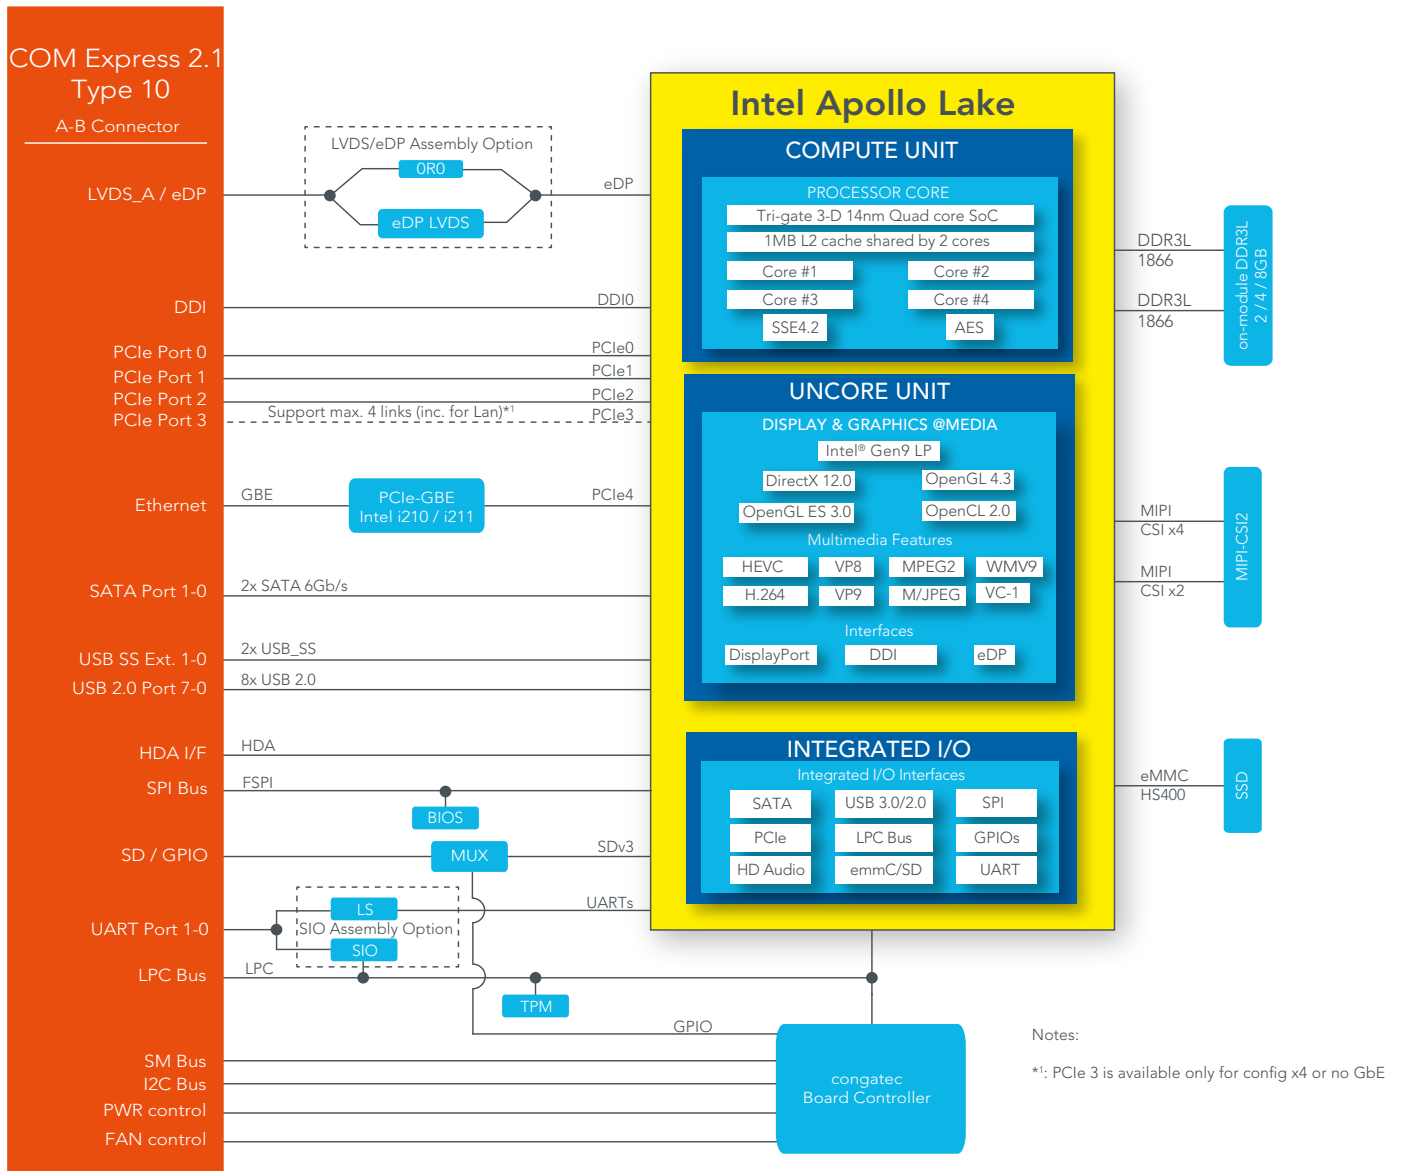 COM Express 2.1
Type 10
A-B Connector
LVDS_A / eDP
DDI
PCIe Port 0
PCIe Port 1
PCIe Port 2
PCIe Port 3
Ethernet
SATA Port 1-0
USB SS Ext. 1-0
USB 2.0 Port 7-0
HDA I/F
SPI Bus
SD / GPIO
UART Port 1-0
LPC Bus
SM Bus
I2C Bus
PWR control
FAN control
LVDS/eDP Assembly Option
0R0
eDP LVDS
eDP
DDI0
PCIe0
PCIe1
PCIe2
Support max. 4 links (inc. for Lan)*¹
PCIe3
GBE
PCIe-GBE
Intel i210 / i211
PCIe4
2x SATA 6Gb/s
2x USB_SS
8x USB 2.0
HDA
FSPI
BIOS
MUX
SDv3
LS
UARTs
SIO Assembly Option
SIO
LPC
TPM
GPIO
Intel Apollo Lake
COMPUTE UNIT
PROCESSOR CORE
Tri-gate 3-D 14nm Quad core SoC
1MB L2 cache shared by 2 cores
Core #1
Core #2
Core #3
Core #4
SSE4.2
AES
UNCORE UNIT
DISPLAY & GRAPHICS @MEDIA
Intel® Gen9 LP
DirectX 12.0
OpenGL 4.3
OpenGL ES 3.0
OpenCL 2.0
Multimedia Features
HEVC
VP8
MPEG2
WMV9
H.264
VP9
M/JPEG
VC-1
Interfaces
DisplayPort
DDI
eDP
INTEGRATED I/O
Integrated I/O Interfaces
SATA
USB 3.0/2.0
SPI
PCIe
LPC Bus
GPIOs
HD Audio
emmC/SD
UART
congatec
Board Controller
DDR3L
1866
DDR3L
1866
on-module DDR3L
2 / 4 / 8GB
MIPI
CSI x4
MIPI
CSI x2
MIPI-CSI2
eMMC
HS400
SSD
Notes:
*¹: PCIe 3 is available only for config x4 or no GbE